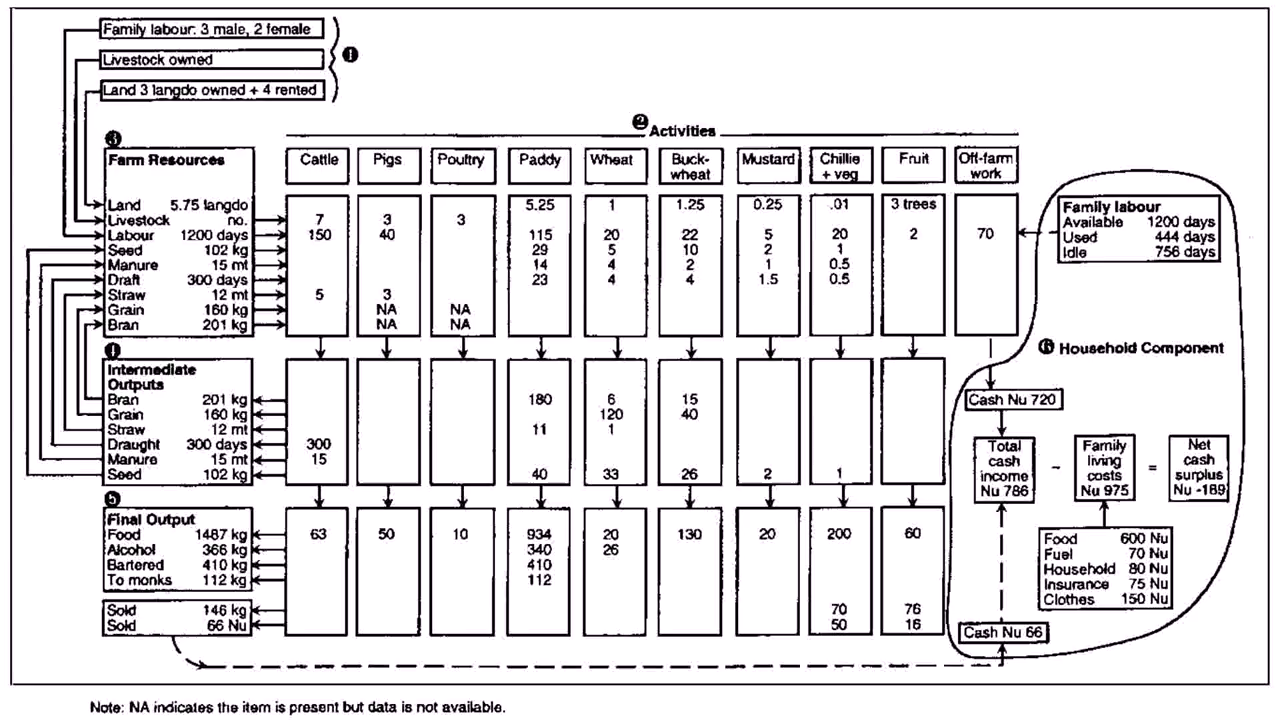 Family labour: 3 male, 2 female
Livestock owned
Land 3 langdo owned + 4 rented
❶
❷ Activities
❸
Farm Resources
Cattle Pigs Poultry Paddy Wheat Buck-wheat Mustard Chillie + veg Fruit Off-farm work
Land 5.75 langdo 5.25 1 1.25 0.25 .01 3 trees
Livestock no. 7 3 3
Labour 1200 days 150 40 115 20 22 5 20 2 70
Seed 102 kg 29 5 10 2 1
Manure 15 mt 14 4 2 1 0.5
Draft 300 days 23 4 4 1.5 0.5
Straw 12 mt 5 3
Grain 160 kg NA NA
Bran 201 kg NA NA
Family labour
Available 1200 days
Used 444 days
Idle 756 days
❹
Intermediate
Outputs
Bran 201 kg 180 6 15
Grain 160 kg 120 40
Straw 12 mt 11 1
Draught 300 days 300
Manure 15 mt 15
Seed 102 kg 40 33 26 2 1
❺
Final Output
Food 1487 kg 63 50 10 934 20 130 20 200 60
Alcohol 366 kg 340 26
Bartered 410 kg 410
To monks 112 kg 112
Sold 146 kg 70 76
Sold 66 Nu 50 16
❻ Household Component
Cash Nu 720
Total
cash
income
Nu 786
-
Family
living
costs
Nu 975
=
Net
cash
surplus
Nu -189
Food 600 Nu
Fuel 70 Nu
Household 80 Nu
Insurance 75 Nu
Clothes 150 Nu
Cash Nu 66
Note: NA indicates the item is present but data is not available.